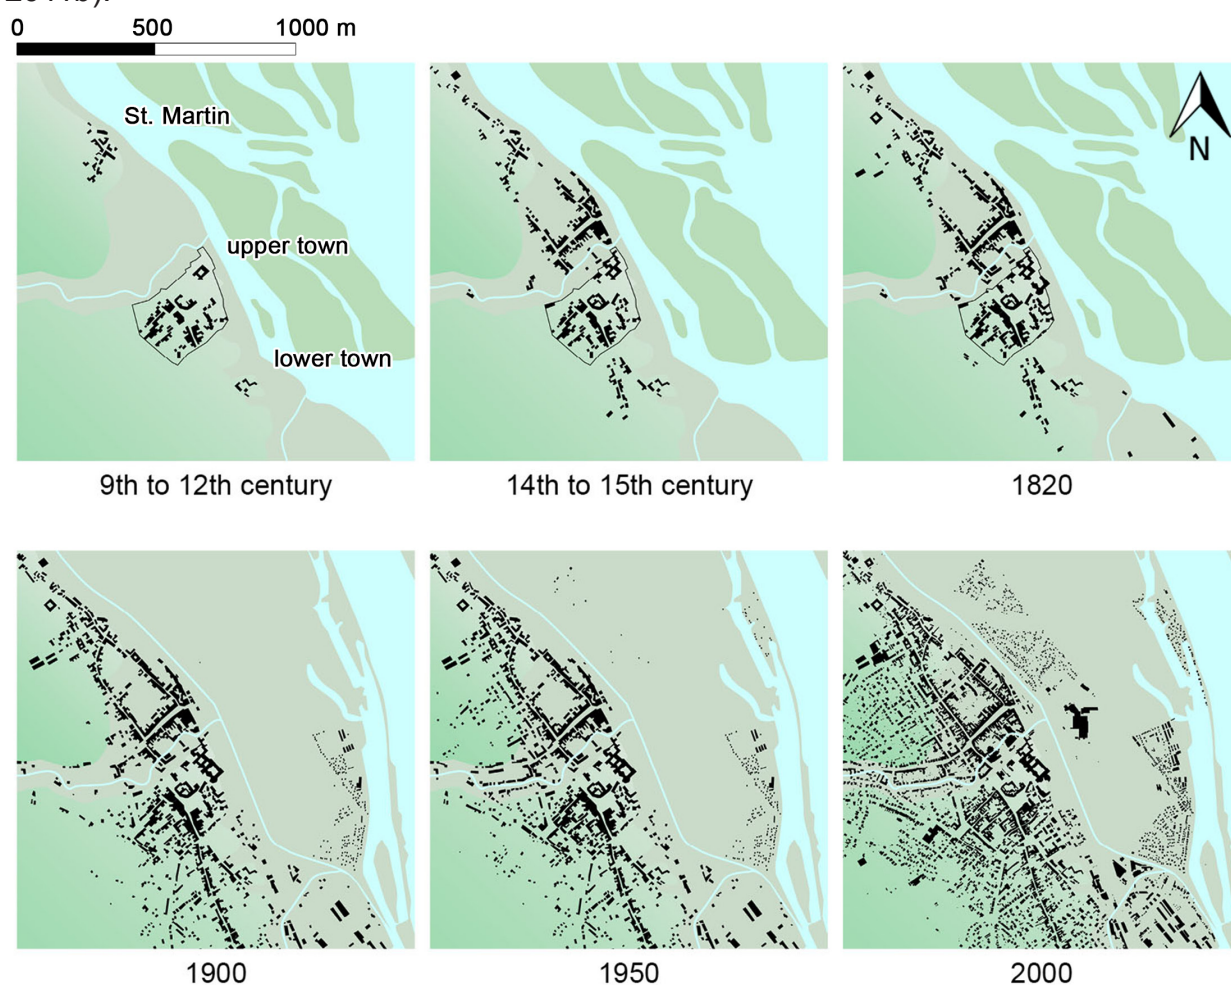 0 500 1000 m
St. Martin
upper town
lower town
N
9th to 12th century
14th to 15th century
1820
1900
1950
2000